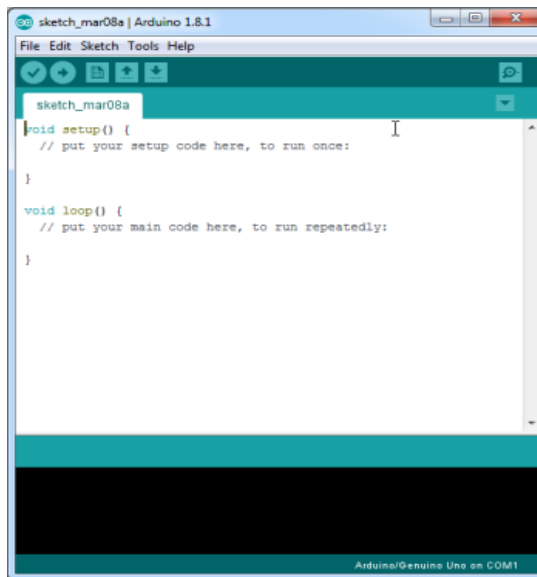 sketch_mar08a | Arduino 1.8.1
File Edit Sketch Tools Help
sketch_mar08a
void setup() {
// put your setup code here, to run once:
}
void loop() {
// put your main code here, to run repeatedly:
}
Arduino/Genuino Uno on COM1